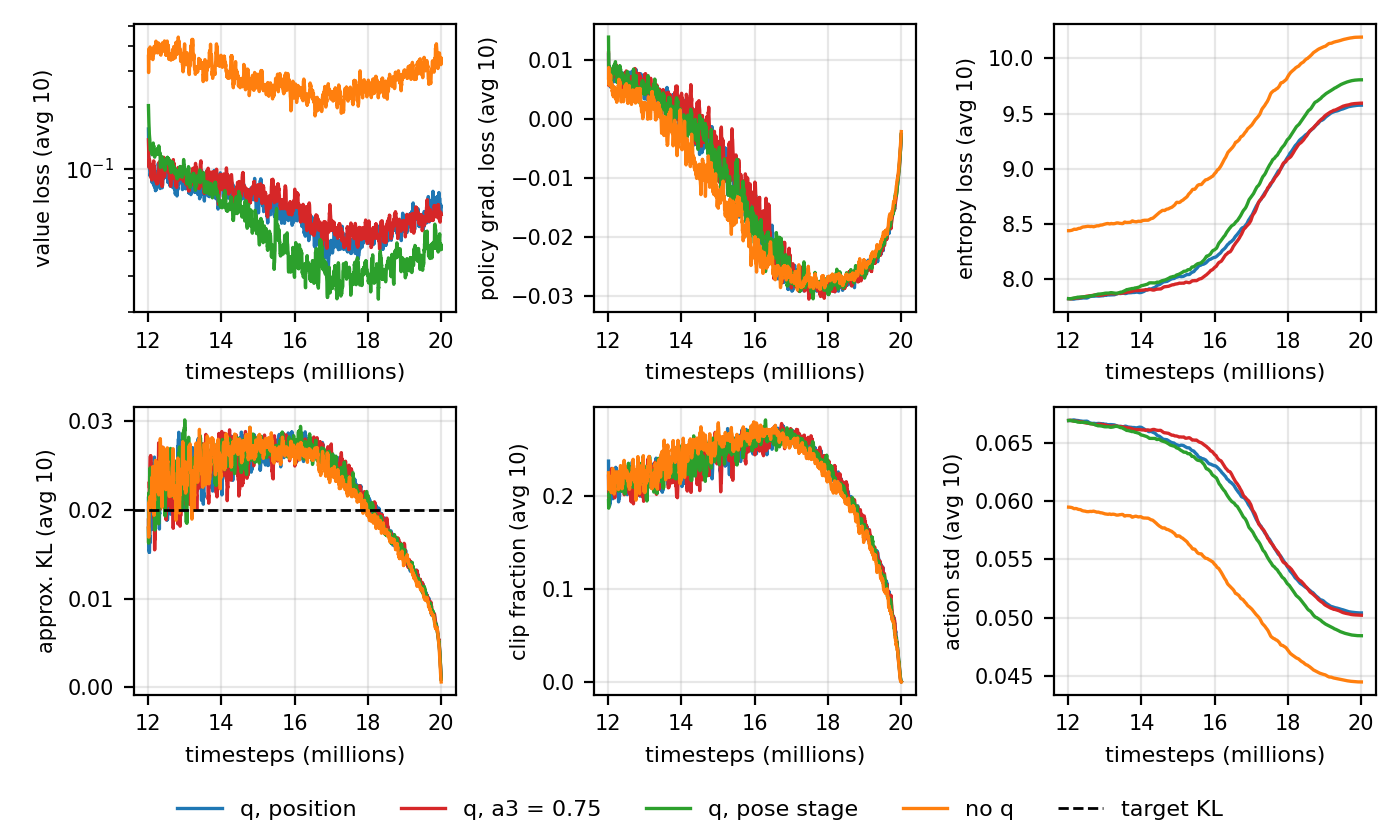 value loss (avg 10)
10⁻¹
12 14 16 18 20
timesteps (millions)
policy grad. loss (avg 10)
0.01
0.00
−0.01
−0.02
−0.03
12 14 16 18 20
timesteps (millions)
entropy loss (avg 10)
10.0
9.5
9.0
8.5
8.0
12 14 16 18 20
timesteps (millions)
approx. KL (avg 10)
0.03
0.02
0.01
0.00
12 14 16 18 20
timesteps (millions)
clip fraction (avg 10)
0.2
0.1
0.0
12 14 16 18 20
timesteps (millions)
action std (avg 10)
0.065
0.060
0.055
0.050
0.045
12 14 16 18 20
timesteps (millions)
q, position q, a3 = 0.75 q, pose stage no q target KL